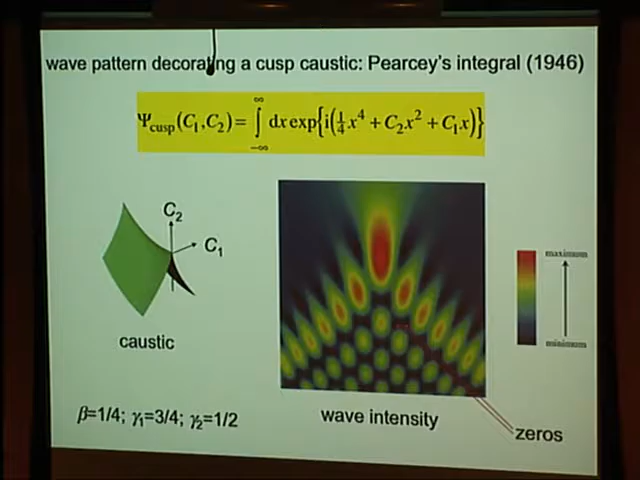 wave pattern decorating a cusp caustic: Pearcey's integral (1946)
Ψcusp(C₁,C₂)= ∫_{-∞}^{∞} dx exp{i(¼x⁴ + C₂x² + C₁x)}
C₂
C₁
maximum
minimum
caustic
β=1/4; γ₁=3/4; γ₂=1/2
wave intensity
zeros